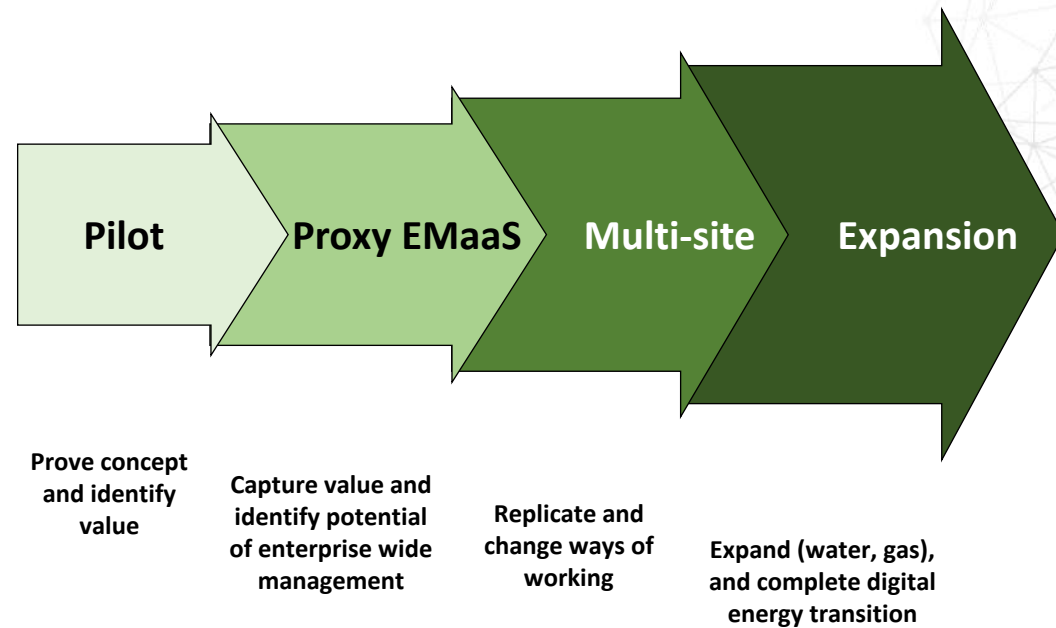 Pilot
Proxy EMaaS
Multi-site
Expansion
Prove concept
and identify
value
Capture value and
identify potential
of enterprise wide
management
Replicate and
change ways of
working
Expand (water, gas),
and complete digital
energy transition